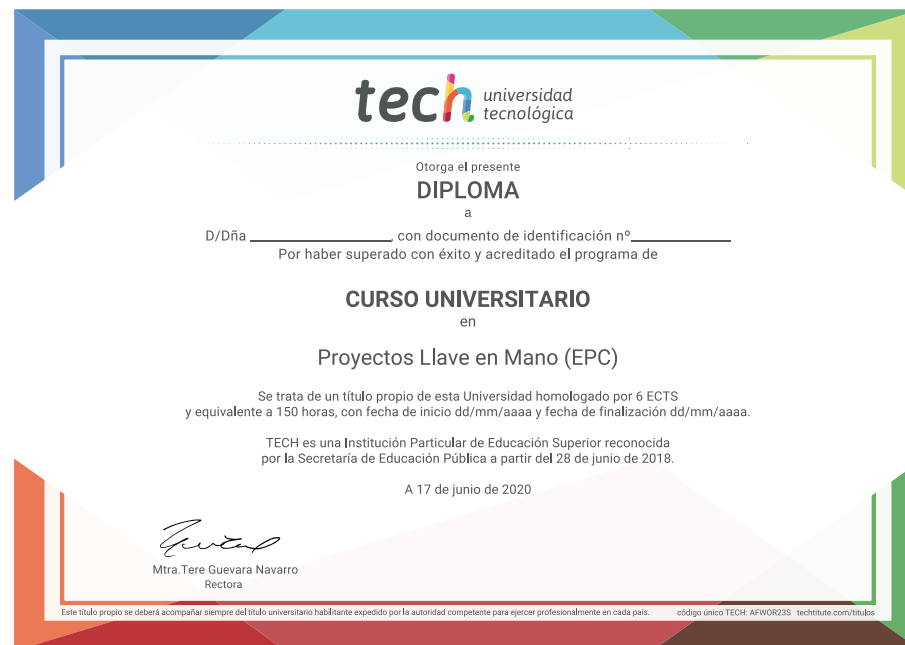 tech universidad
tecnológica
Otorga el presente
DIPLOMA
a
D/Dña ________________, con documento de identificación nº____________
Por haber superado con éxito y acreditado el programa de
CURSO UNIVERSITARIO
en
Proyectos Llave en Mano (EPC)
Se trata de un título propio de esta Universidad homologado por 6 ECTS
y equivalente a 150 horas, con fecha de inicio dd/mm/aaaa y fecha de finalización dd/mm/aaaa.
TECH es una Institución Particular de Educación Superior reconocida
por la Secretaría de Educación Pública a partir del 28 de junio de 2018.
A 17 de junio de 2020
Mtra.Tere Guevara Navarro
Rectora
Este título propio se deberá acompañar siempre del título universitario habilitante expedido por la autoridad competente para ejercer profesionalmente en cada país. código único TECH: AFWOR23S techtitute.com/titulos